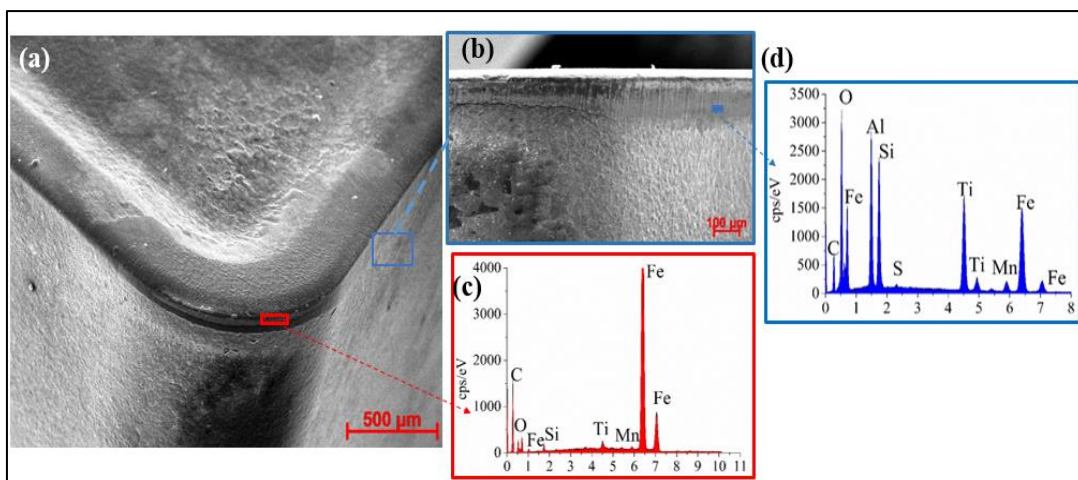 (a)
500 µm
(b)
100 µm
(c)
cps/eV
4000
3000
2000
1000
0
C
O
Fe
Si
Ti
Mn
Fe
Fe
0 1 2 3 4 5 6 7 8 9 10 11
(d)
cps/eV
3500
3000
2500
2000
1500
1000
500
0
C
O
Fe
Al
Si
S
Ti
Ti
Mn
Fe
Fe
0 1 2 3 4 5 6 7 8